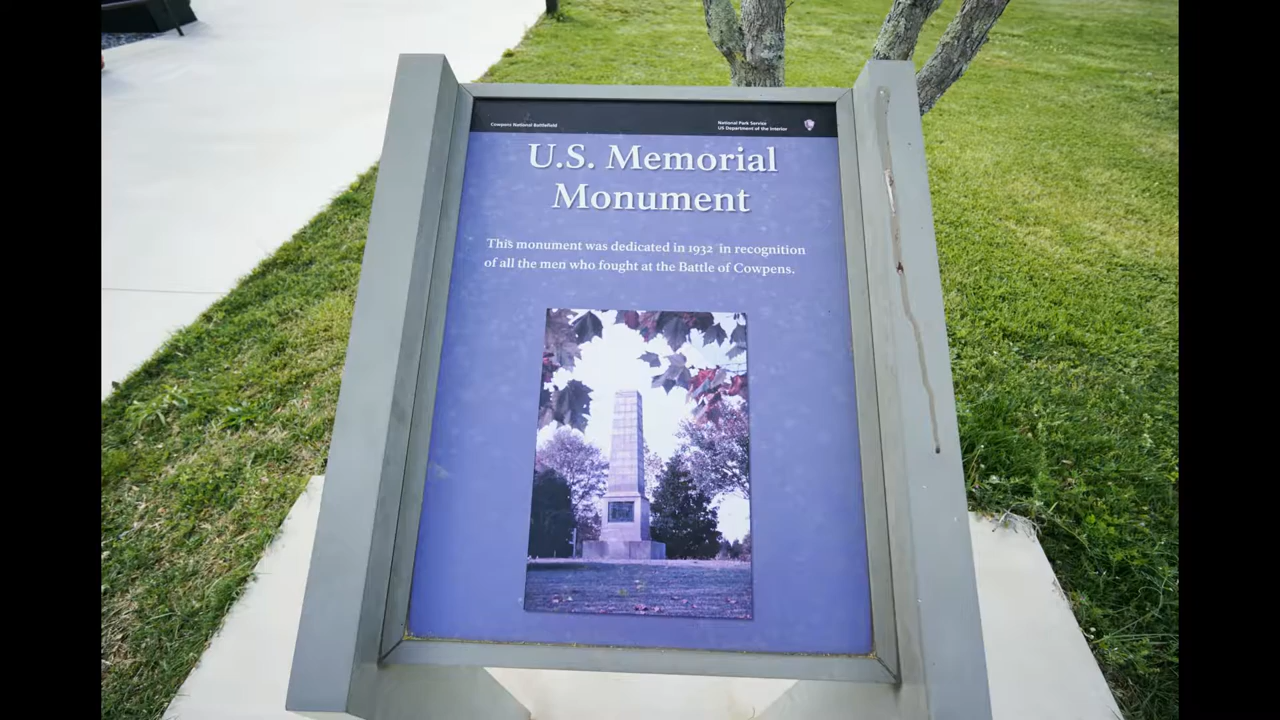 Cowpens National Battlefield
National Park Service
US Department of the Interior
U.S. Memorial
Monument
This monument was dedicated in 1932 in recognition
of all the men who fought at the Battle of Cowpens.